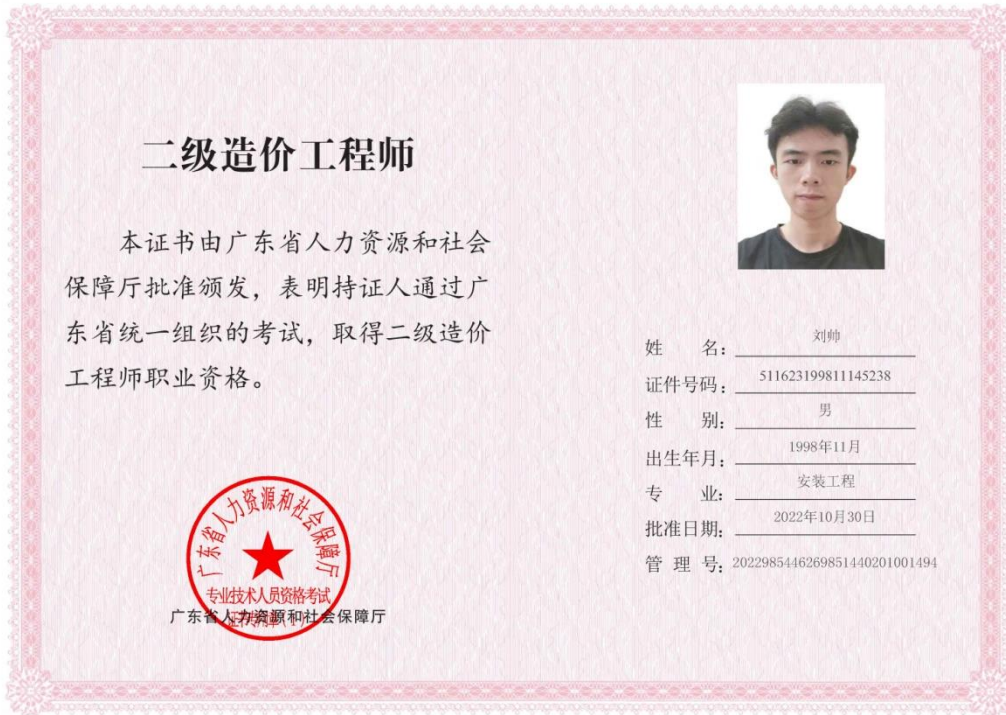 二级造价工程师
本证书由广东省人力资源和社会
保障厅批准颁发，表明持证人通过广
东省统一组织的考试，取得二级造价
工程师职业资格。
姓名：刘帅
证件号码：511623199811145238
性别：男
出生年月：1998年11月
专业：安装工程
批准日期：2022年10月30日
管理号：20229854462698514402010014​94
广东省人力资源和社会保障厅
专业技术人员资格考试
广东省人力资源和社会保障厅